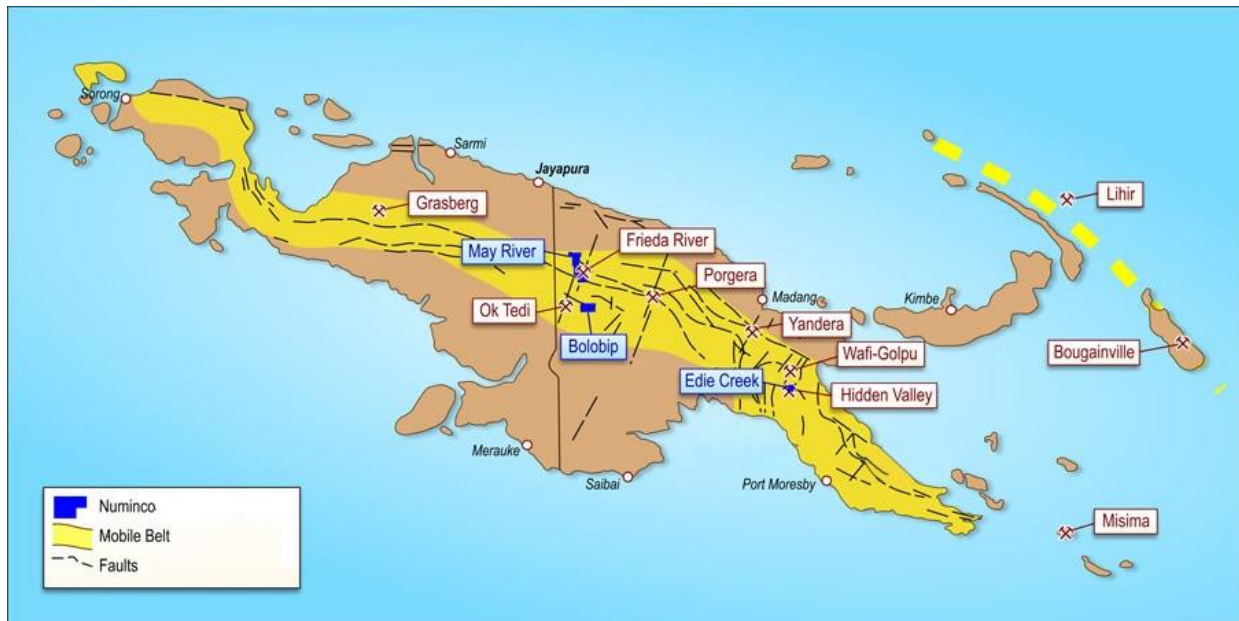 Sorong
Sarmi
Jayapura
Lihir
Grasberg
Frieda River
May River
Porgera
Madang
Kimbe
Ok Tedi
Yandera
Bolobip
Wafi-Golpu
Bougainville
Edie Creek
Hidden Valley
Merauke
Saibai
Port Moresby
Numinco
Mobile Belt
Faults
Misima